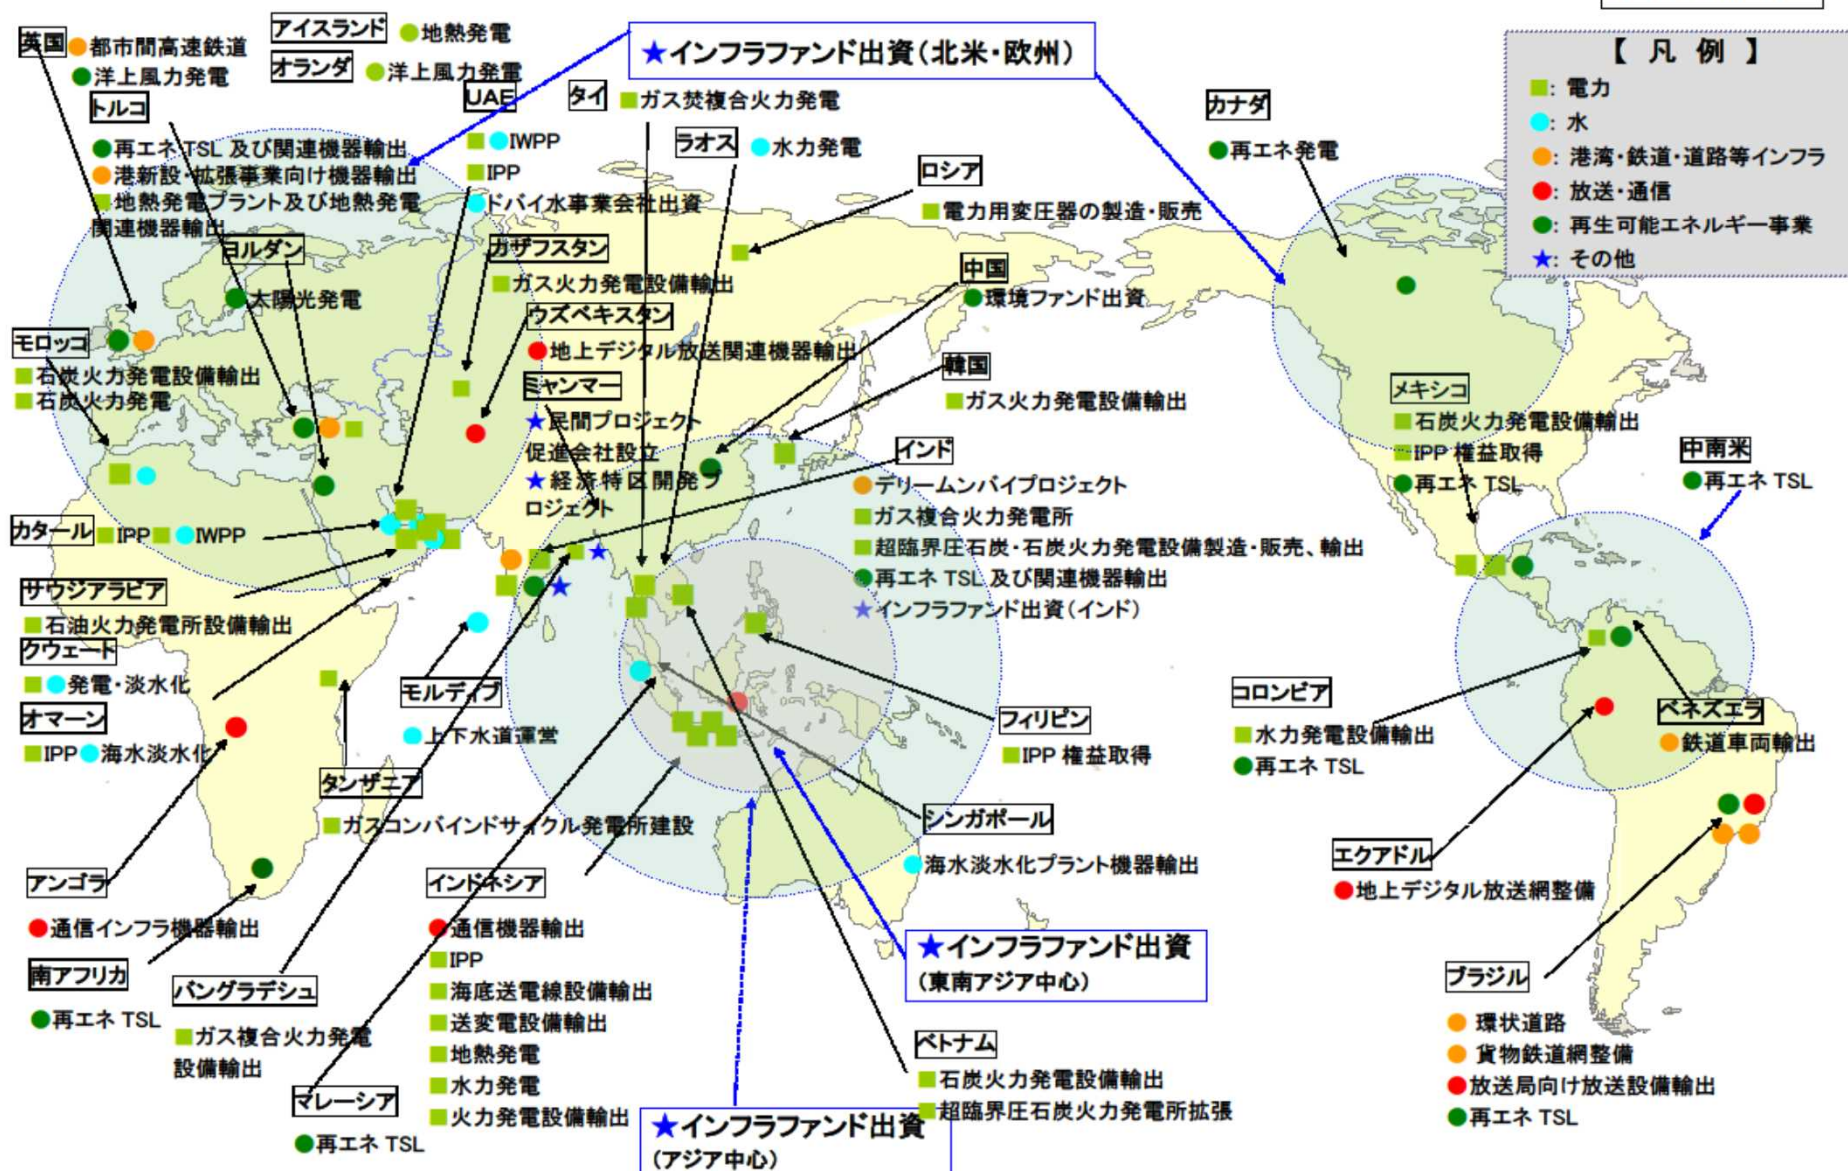 英国
●都市間高速鉄道
●洋上風力発電
アイスランド ●地熱発電
オランダ ●洋上風力発電
★インフラファンド出資(北米・欧州)
【 凡 例 】
■: 電力
●: 水
●: 港湾・鉄道・道路等インフラ
●: 放送・通信
●: 再生可能エネルギー事業
★: その他
トルコ
●再エネ TSL 及び関連機器輸出
●港新設・拡張事業向け機器輸出
■地熱発電プラント及び地熱発電
関連機器輸出
UAE
■●IWPP
■IPP
●ドバイ水事業会社出資
タイ
■ガス焚複合火力発電
ラオス ●水力発電
ロシア
■電力用変圧器の製造・販売
カナダ
●再エネ発電
ヨルダン
●太陽光発電
カザフスタン
■ガス火力発電設備輸出
ウズベキスタン
●地上デジタル放送関連機器輸出
中国
●環境ファンド出資
モロッコ
■石炭火力発電設備輸出
■石炭火力発電
ミャンマー
★民間プロジェクト
促進会社設立
★経済特区開発プ
ロジェクト
韓国
■ガス火力発電設備輸出
メキシコ
■石炭火力発電設備輸出
■IPP 権益取得
●再エネ TSL
中南米
●再エネ TSL
インド
●デリームンバイプロジェクト
■ガス複合火力発電所
■超臨界圧石炭・石炭火力発電設備製造・販売、輸出
●再エネ TSL 及び関連機器輸出
★インフラファンド出資(インド)
カタール ■IPP■●IWPP
サウジアラビア
■石油火力発電所設備輸出
クウェート
■●発電・淡水化
オマーン
■IPP●海水淡水化
モルディブ
●上下水道運営
タンザニア
■ガスコンバインドサイクル発電所建設
フィリピン
■IPP 権益取得
シンガポール
●海水淡水化プラント機器輸出
コロンビア
■水力発電設備輸出
●再エネ TSL
ベネズエラ
●鉄道車両輸出
エクアドル
●地上デジタル放送網整備
アンゴラ
●通信インフラ機器輸出
南アフリカ
●再エネ TSL
バングラデシュ
■ガス複合火力発電
設備輸出
インドネシア
●通信機器輸出
■IPP
■海底送電線設備輸出
■送変電設備輸出
■地熱発電
■水力発電
■火力発電設備輸出
マレーシア
●再エネ TSL
★インフラファンド出資
(東南アジア中心)
★インフラファンド出資
(アジア中心)
ベトナム
■石炭火力発電設備輸出
■超臨界圧石炭火力発電所拡張
ブラジル
● 環状道路
● 貨物鉄道網整備
●放送局向け放送設備輸出
●再エネ TSL